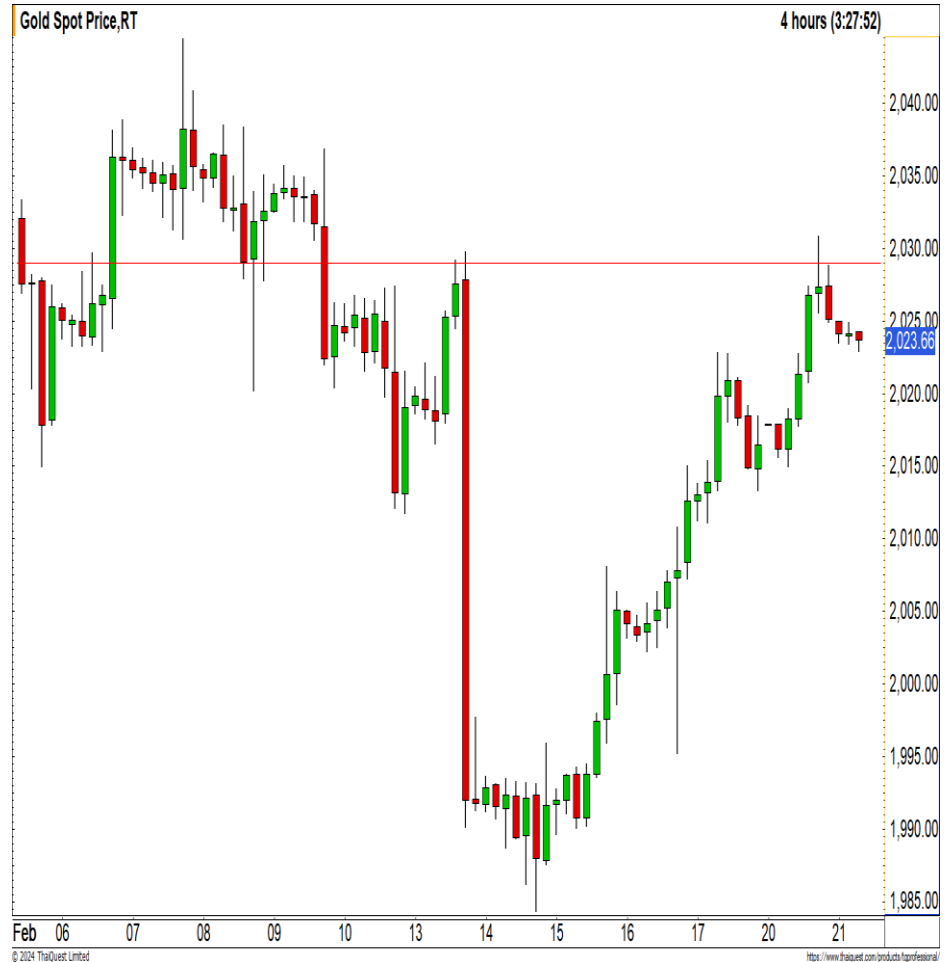 Gold Spot Price,RT
4 hours (3:27:52)
2,040.00
2,035.00
2,030.00
2,025.00
2,023.66
2,020.00
2,015.00
2,010.00
2,005.00
2,000.00
1,995.00
1,990.00
1,985.00
Feb 06 07 08 09 10 13 14 15 16 17 20 21
© 2024 ThaiQuest Limited
https://www.thaiquest.com/products/tqprofessional/